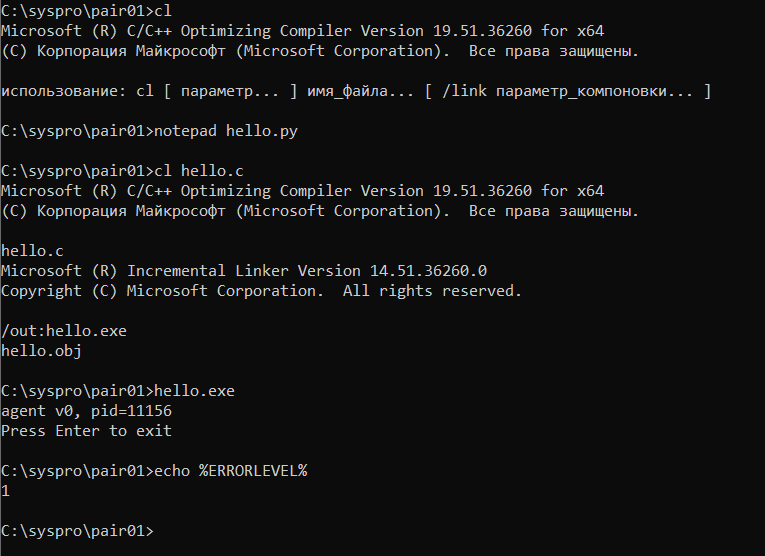 C:\syspro\pair01>cl
Microsoft (R) C/C++ Optimizing Compiler Version 19.51.36260 for x64
(C) Корпорация Майкрософт (Microsoft Corporation).  Все права защищены.
использование: cl [ параметр... ] имя_файла... [ /link параметр_компоновки... ]
C:\syspro\pair01>notepad hello.py
C:\syspro\pair01>cl hello.c
Microsoft (R) C/C++ Optimizing Compiler Version 19.51.36260 for x64
(C) Корпорация Майкрософт (Microsoft Corporation).  Все права защищены.
hello.c
Microsoft (R) Incremental Linker Version 14.51.36260.0
Copyright (C) Microsoft Corporation.  All rights reserved.
/out:hello.exe
hello.obj
C:\syspro\pair01>hello.exe
agent v0, pid=11156
Press Enter to exit
C:\syspro\pair01>echo %ERRORLEVEL%
1
C:\syspro\pair01>